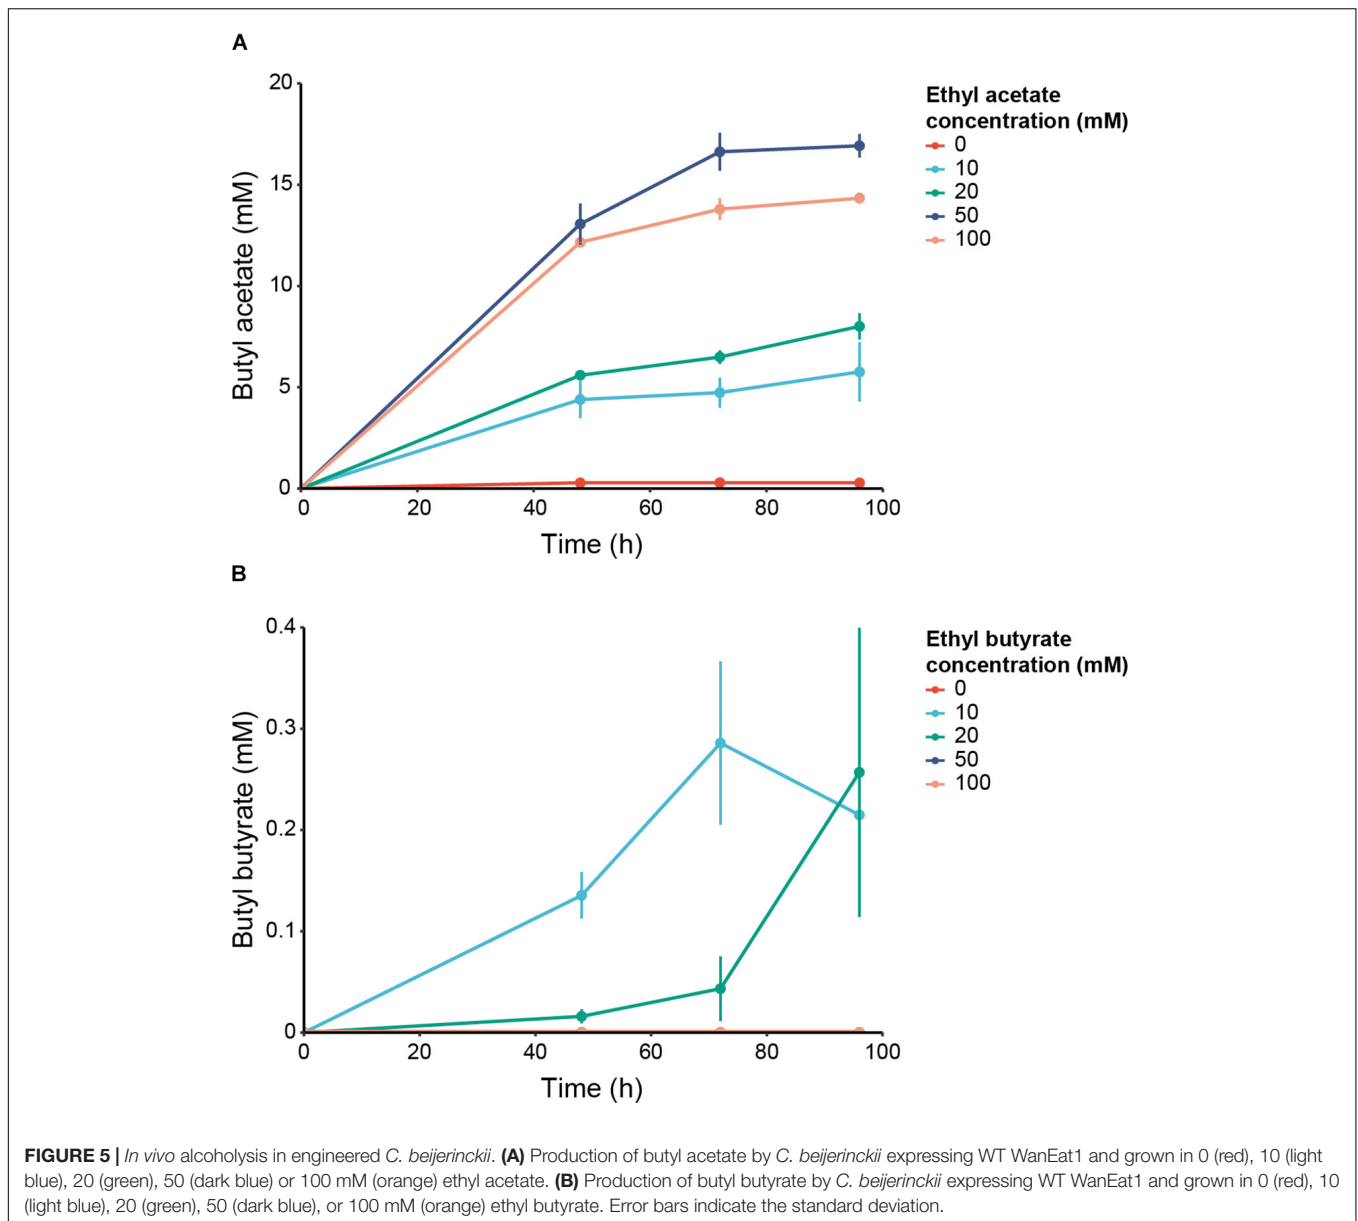 A
20
15
10
5
0
Butyl acetate (mM)
0 20 40 60 80 100
Time (h)
Ethyl acetate
concentration (mM)
0
10
20
50
100
B
0.4
0.3
0.2
0.1
0
Butyl butyrate (mM)
0 20 40 60 80 100
Time (h)
Ethyl butyrate
concentration (mM)
0
10
20
50
100
FIGURE 5 | In vivo alcoholysis in engineered C. beijerinckii. (A) Production of butyl acetate by C. beijerinckii expressing WT WanEat1 and grown in 0 (red), 10 (light
blue), 20 (green), 50 (dark blue) or 100 mM (orange) ethyl acetate. (B) Production of butyl butyrate by C. beijerinckii expressing WT WanEat1 and grown in 0 (red), 10
(light blue), 20 (green), 50 (dark blue), or 100 mM (orange) ethyl butyrate. Error bars indicate the standard deviation.